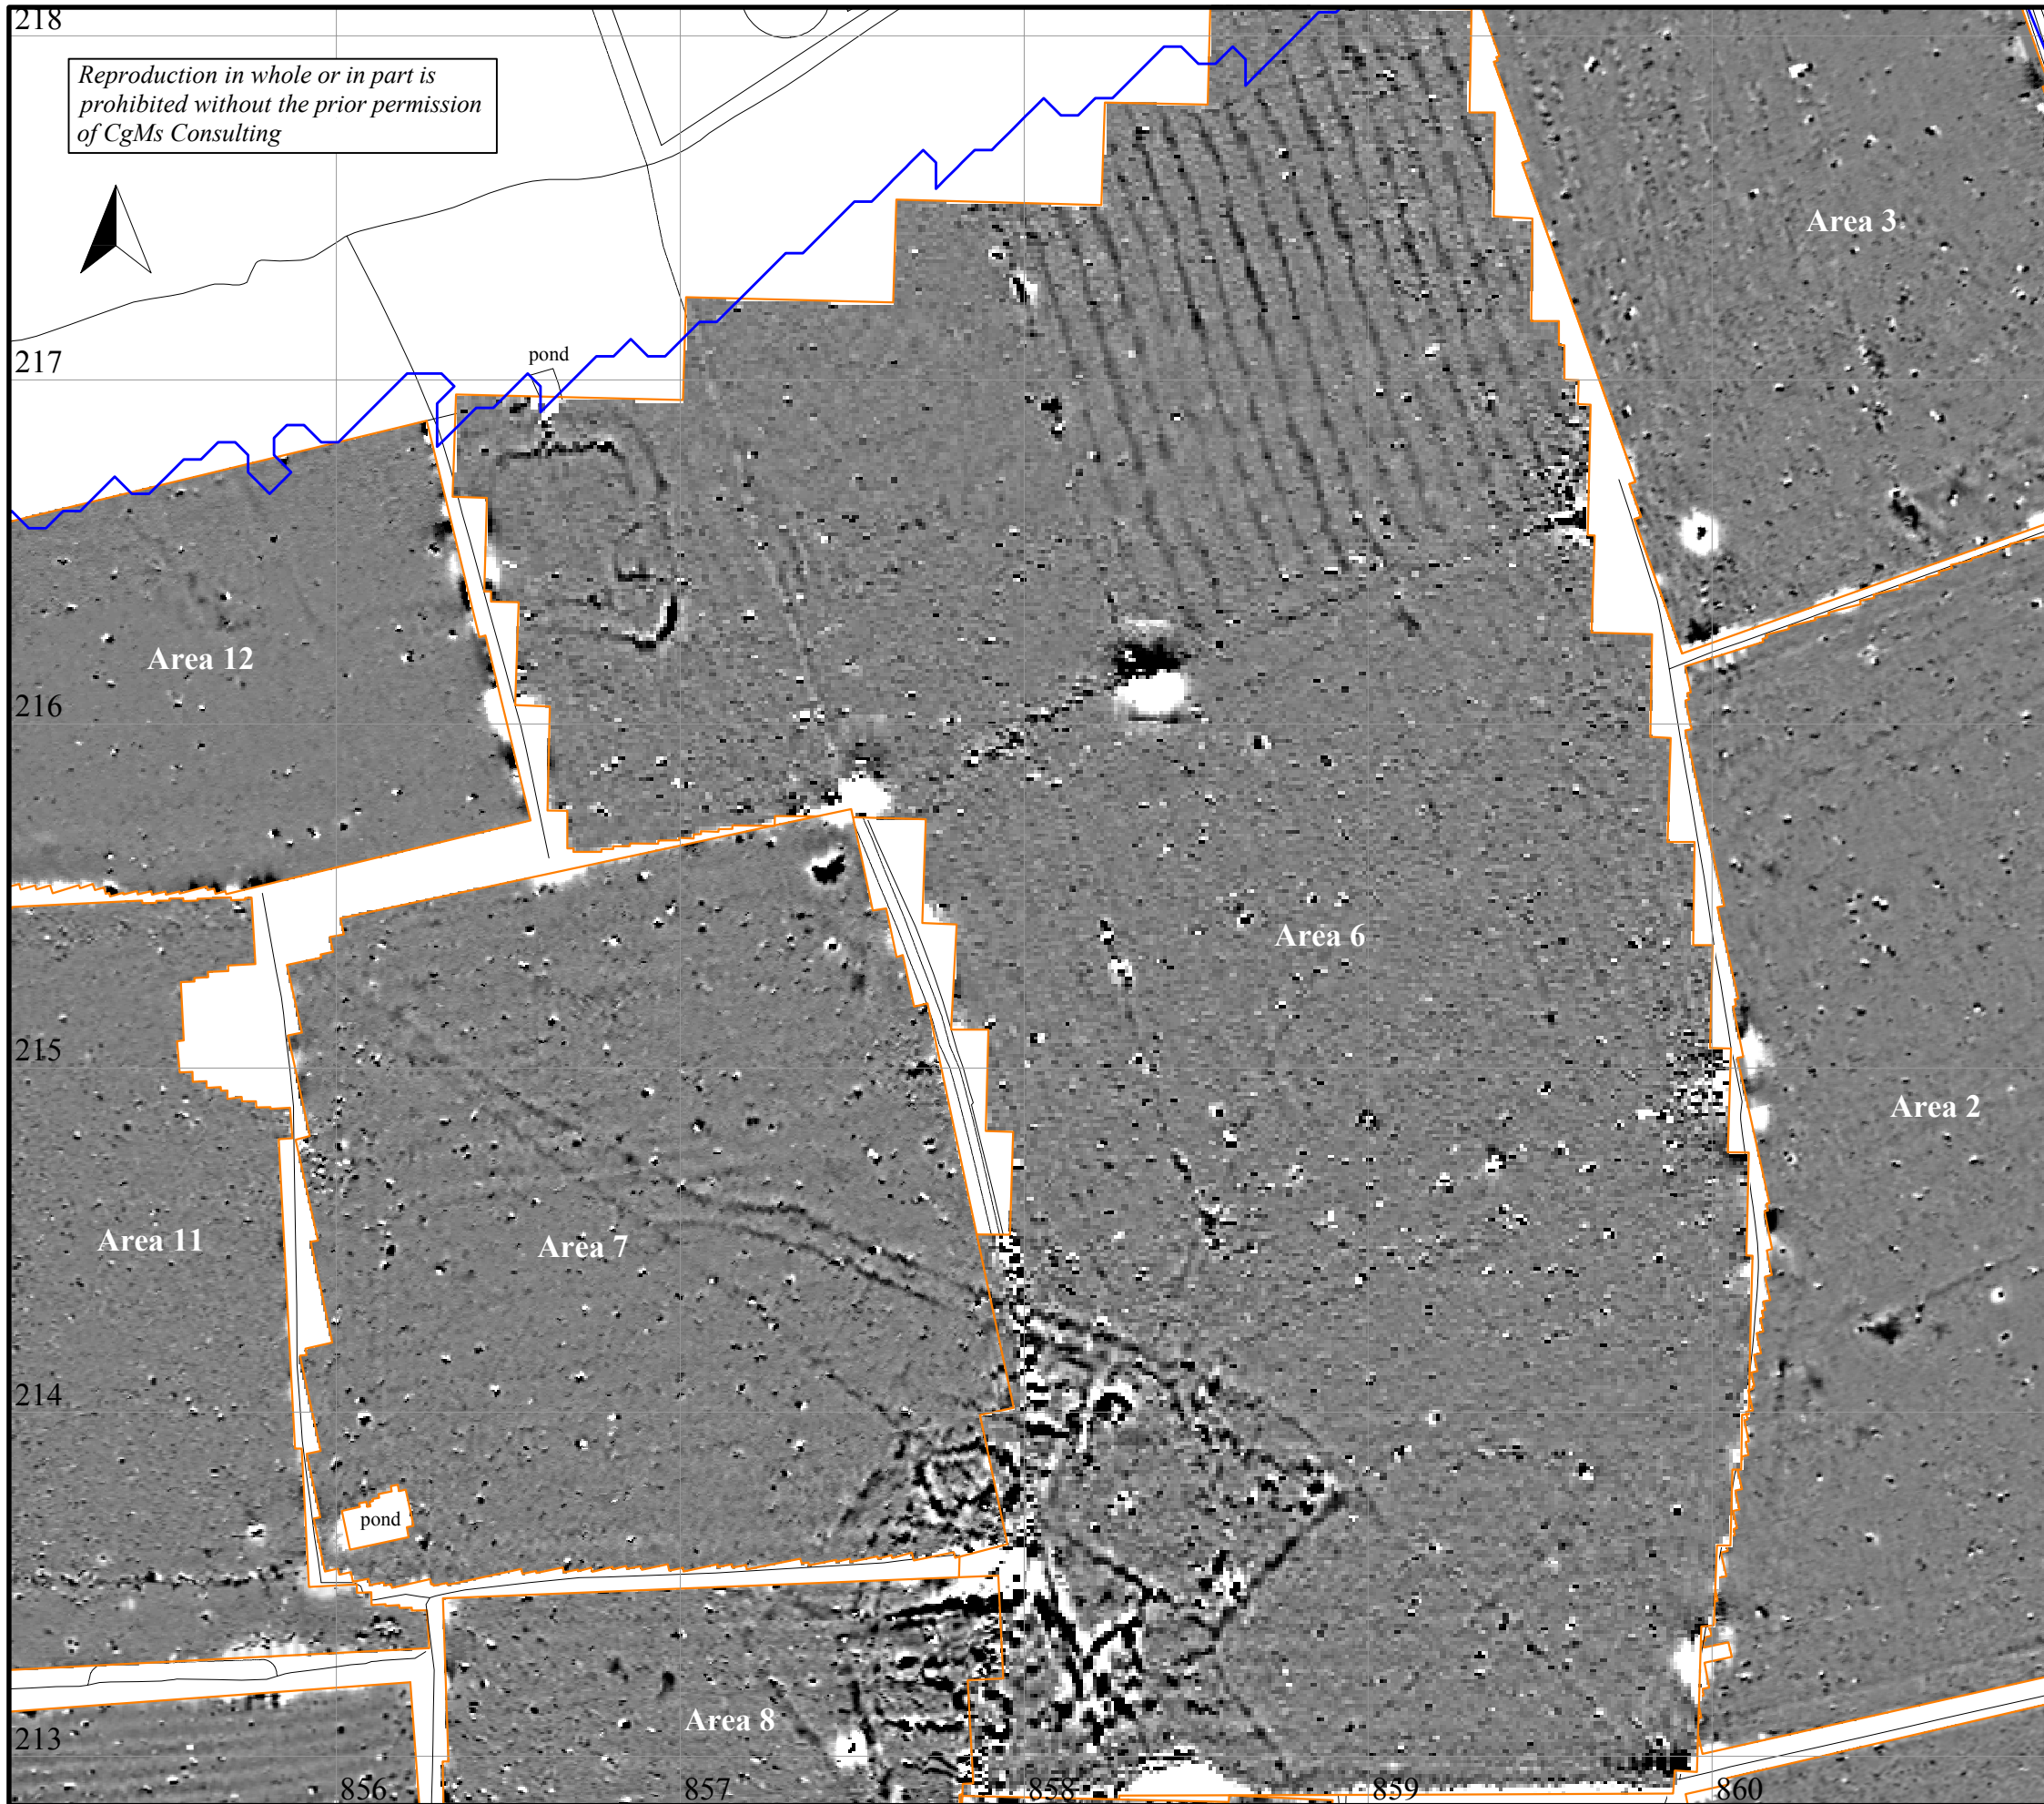 218
Reproduction in whole or in part is
prohibited without the prior permission
of CgMs Consulting
Area 3
217
pond
Area 12
216
Area 6
215
Area 2
Area 11
Area 7
214
pond
Area 8
213
856
857
858
859
860